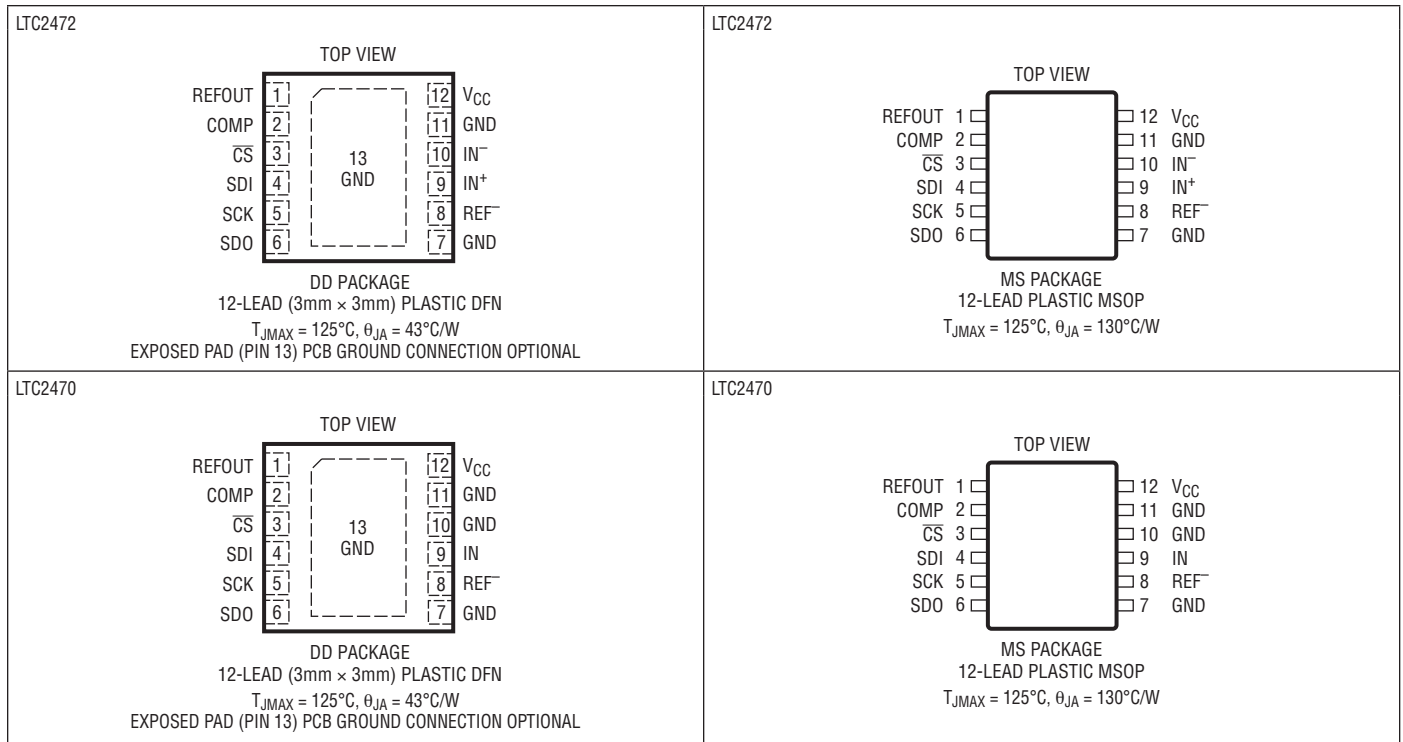 LTC2472
TOP VIEW
REFOUT 1 12 VCC
COMP 2 11 GND
C̅S̅ 3 10 IN–
SDI 4 9 IN+
SCK 5 8 REF–
SDO 6 7 GND
13
GND
DD PACKAGE
12-LEAD (3mm × 3mm) PLASTIC DFN
TJMAX = 125°C, θJA = 43°C/W
EXPOSED PAD (PIN 13) PCB GROUND CONNECTION OPTIONAL
LTC2472
TOP VIEW
REFOUT 1 12 VCC
COMP 2 11 GND
C̅S̅ 3 10 IN–
SDI 4 9 IN+
SCK 5 8 REF–
SDO 6 7 GND
MS PACKAGE
12-LEAD PLASTIC MSOP
TJMAX = 125°C, θJA = 130°C/W
LTC2470
TOP VIEW
REFOUT 1 12 VCC
COMP 2 11 GND
C̅S̅ 3 10 GND
SDI 4 9 IN
SCK 5 8 REF–
SDO 6 7 GND
13
GND
DD PACKAGE
12-LEAD (3mm × 3mm) PLASTIC DFN
TJMAX = 125°C, θJA = 43°C/W
EXPOSED PAD (PIN 13) PCB GROUND CONNECTION OPTIONAL
LTC2470
TOP VIEW
REFOUT 1 12 VCC
COMP 2 11 GND
C̅S̅ 3 10 GND
SDI 4 9 IN
SCK 5 8 REF–
SDO 6 7 GND
MS PACKAGE
12-LEAD PLASTIC MSOP
TJMAX = 125°C, θJA = 130°C/W